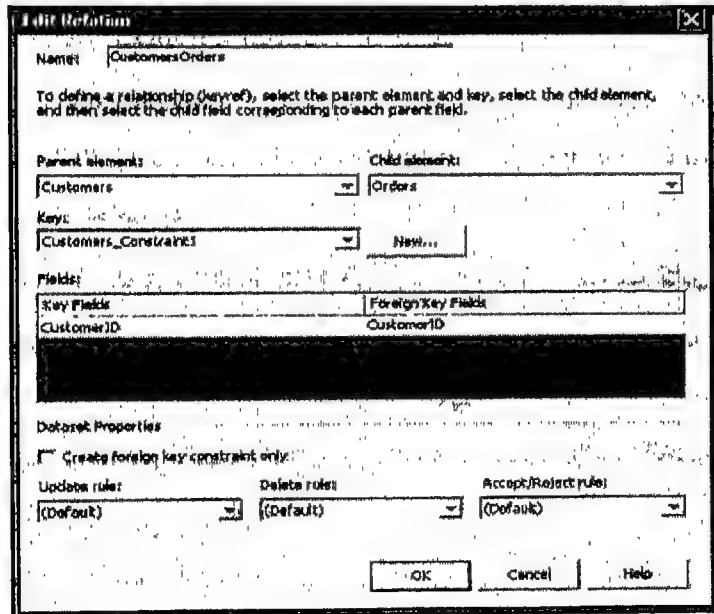 Edit Relation
Name: CustomersOrders
To define a relationship (keyref), select the parent element and key, select the child element,
and then select the child field corresponding to each parent field.
Parent element: Child element:
Customers Orders
Key:
Customers_Constraint1 New...
Fields:
Key Fields Foreign Key Fields
CustomerID CustomerID
Dataset Properties
Create foreign key constraint only
Update rule: Delete rule: Accept/Reject rule:
(Default) (Default) (Default)
OK Cancel Help